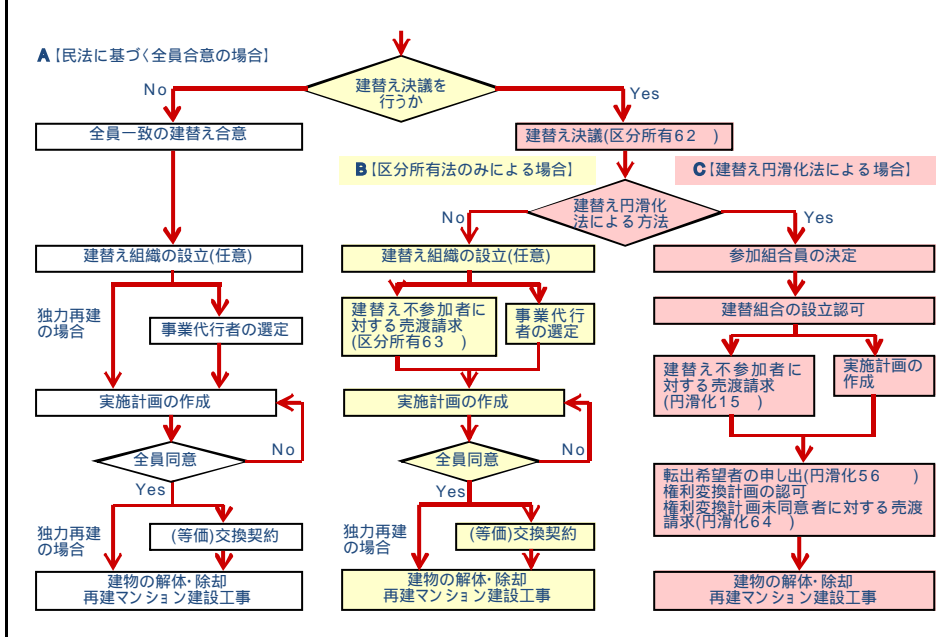 A【民法に基づく全員合意の場合】
建替え決議を
行うか
No
Yes
全員一致の建替え合意
建替え決議(区分所有62　)
B【区分所有法のみによる場合】
C【建替え円滑化法による場合】
建替え円滑化
法による方法
No
Yes
建替え組織の設立(任意)
建替え組織の設立(任意)
参加組合員の決定
独力再建
の場合
事業代行者の選定
建替え不参加者に
対する売渡請求
(区分所有63　)
事業代行
者の選定
建替組合の設立認可
建替え不参加者に
対する売渡請求
(円滑化15　)
実施計画の
作成
実施計画の作成
実施計画の作成
全員同意
No
Yes
全員同意
No
Yes
転出希望者の申し出(円滑化56　)
権利変換計画の認可
権利変換計画未同意者に対する売渡
請求(円滑化64　)
独力再建
の場合
(等価)交換契約
独力再建
の場合
(等価)交換契約
建物の解体・除却
再建マンション建設工事
建物の解体・除却
再建マンション建設工事
建物の解体・除却
再建マンション建設工事